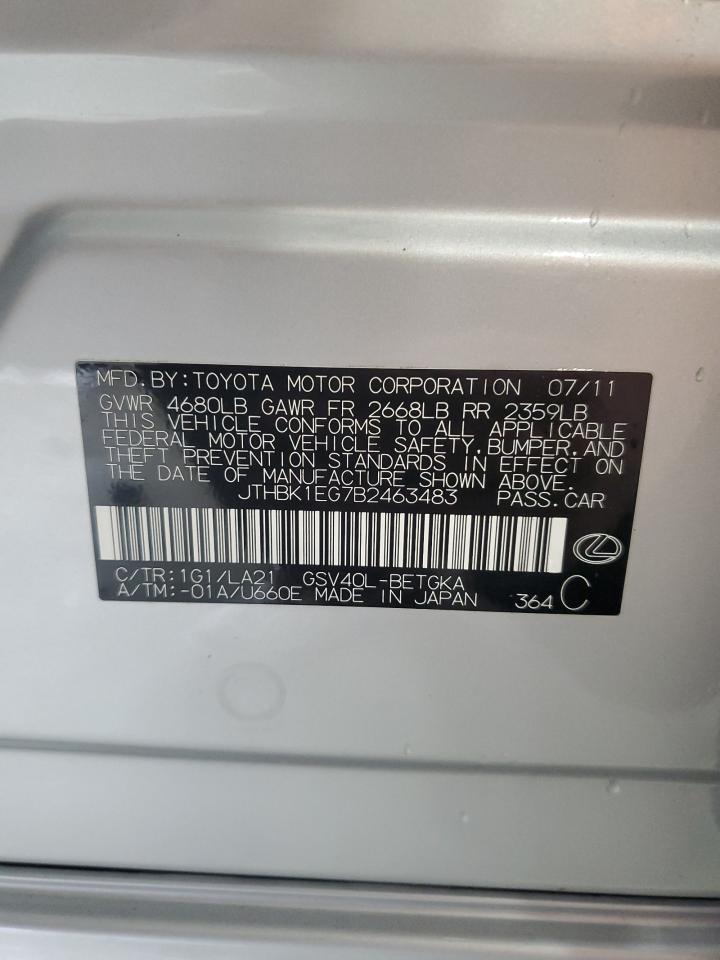 MFD.BY:TOYOTA MOTOR CORPORATION 07/11
GVWR 4680LB GAWR FR 2668LB RR 2359LB
THIS VEHICLE CONFORMS TO ALL APPLICABLE
FEDERAL MOTOR VEHICLE SAFETY,BUMPER,AND
THEFT PREVENTION STANDARDS IN EFFECT ON
THE DATE OF MANUFACTURE SHOWN ABOVE.
JTHBK1EG7B2463483 PASS.CAR
C/TR:1G1/LA21 GSV40L-BETGKA
A/TM:-01A/U660E MADE IN JAPAN 364 C